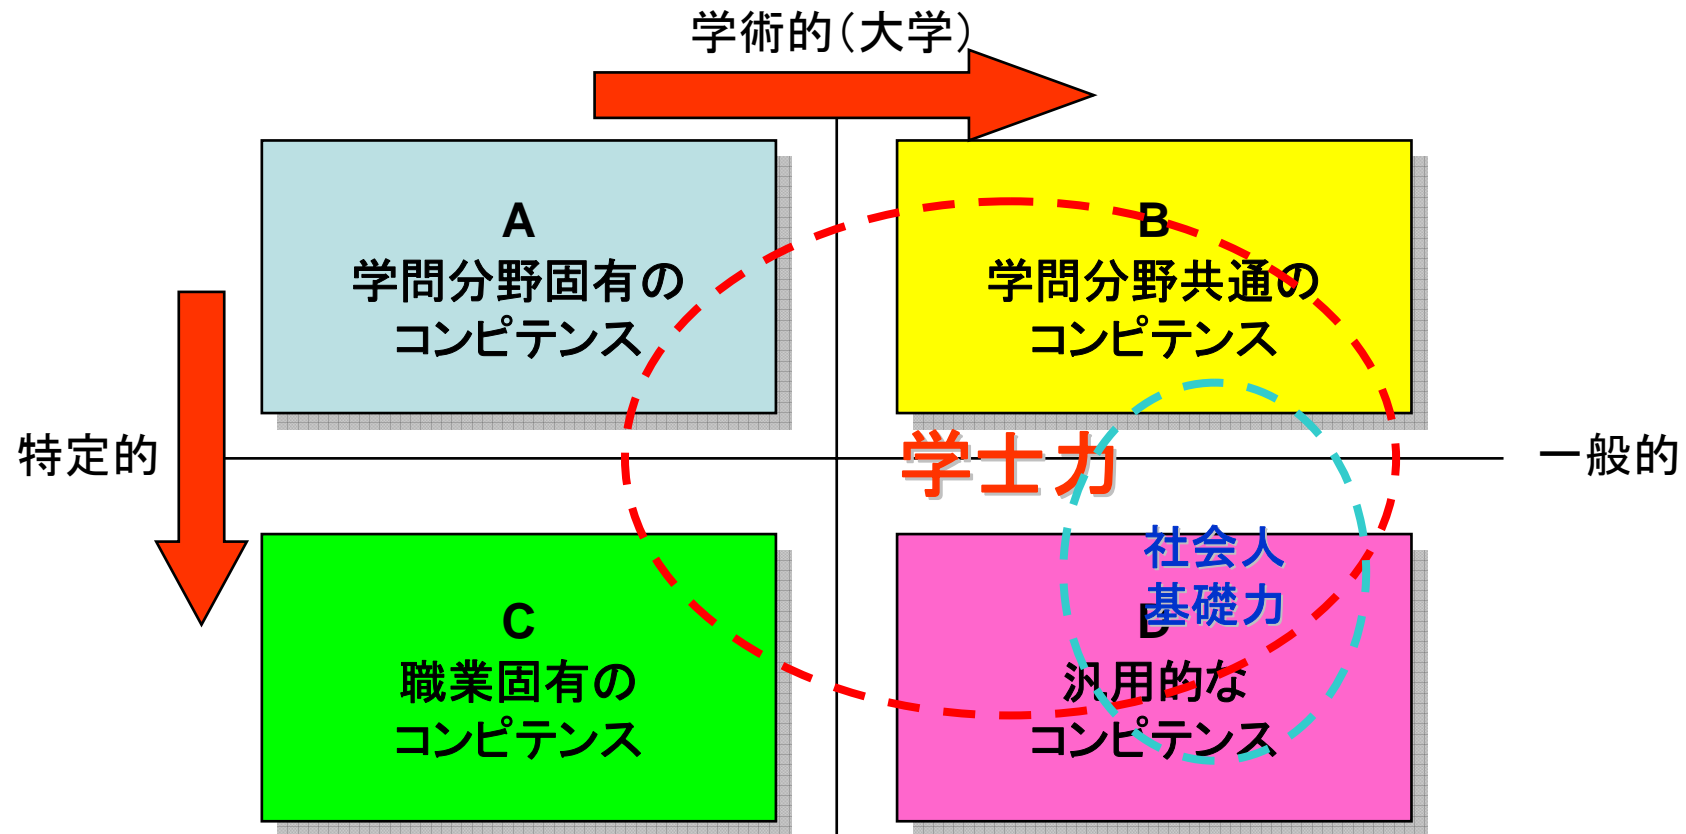 学術的（大学）
A
学問分野固有の
コンピテンス
B
学問分野共通の
コンピテンス
特定的
学士力
一般的
社会人
基礎力
C
職業固有の
コンピテンス
D
汎用的な
コンピテンス